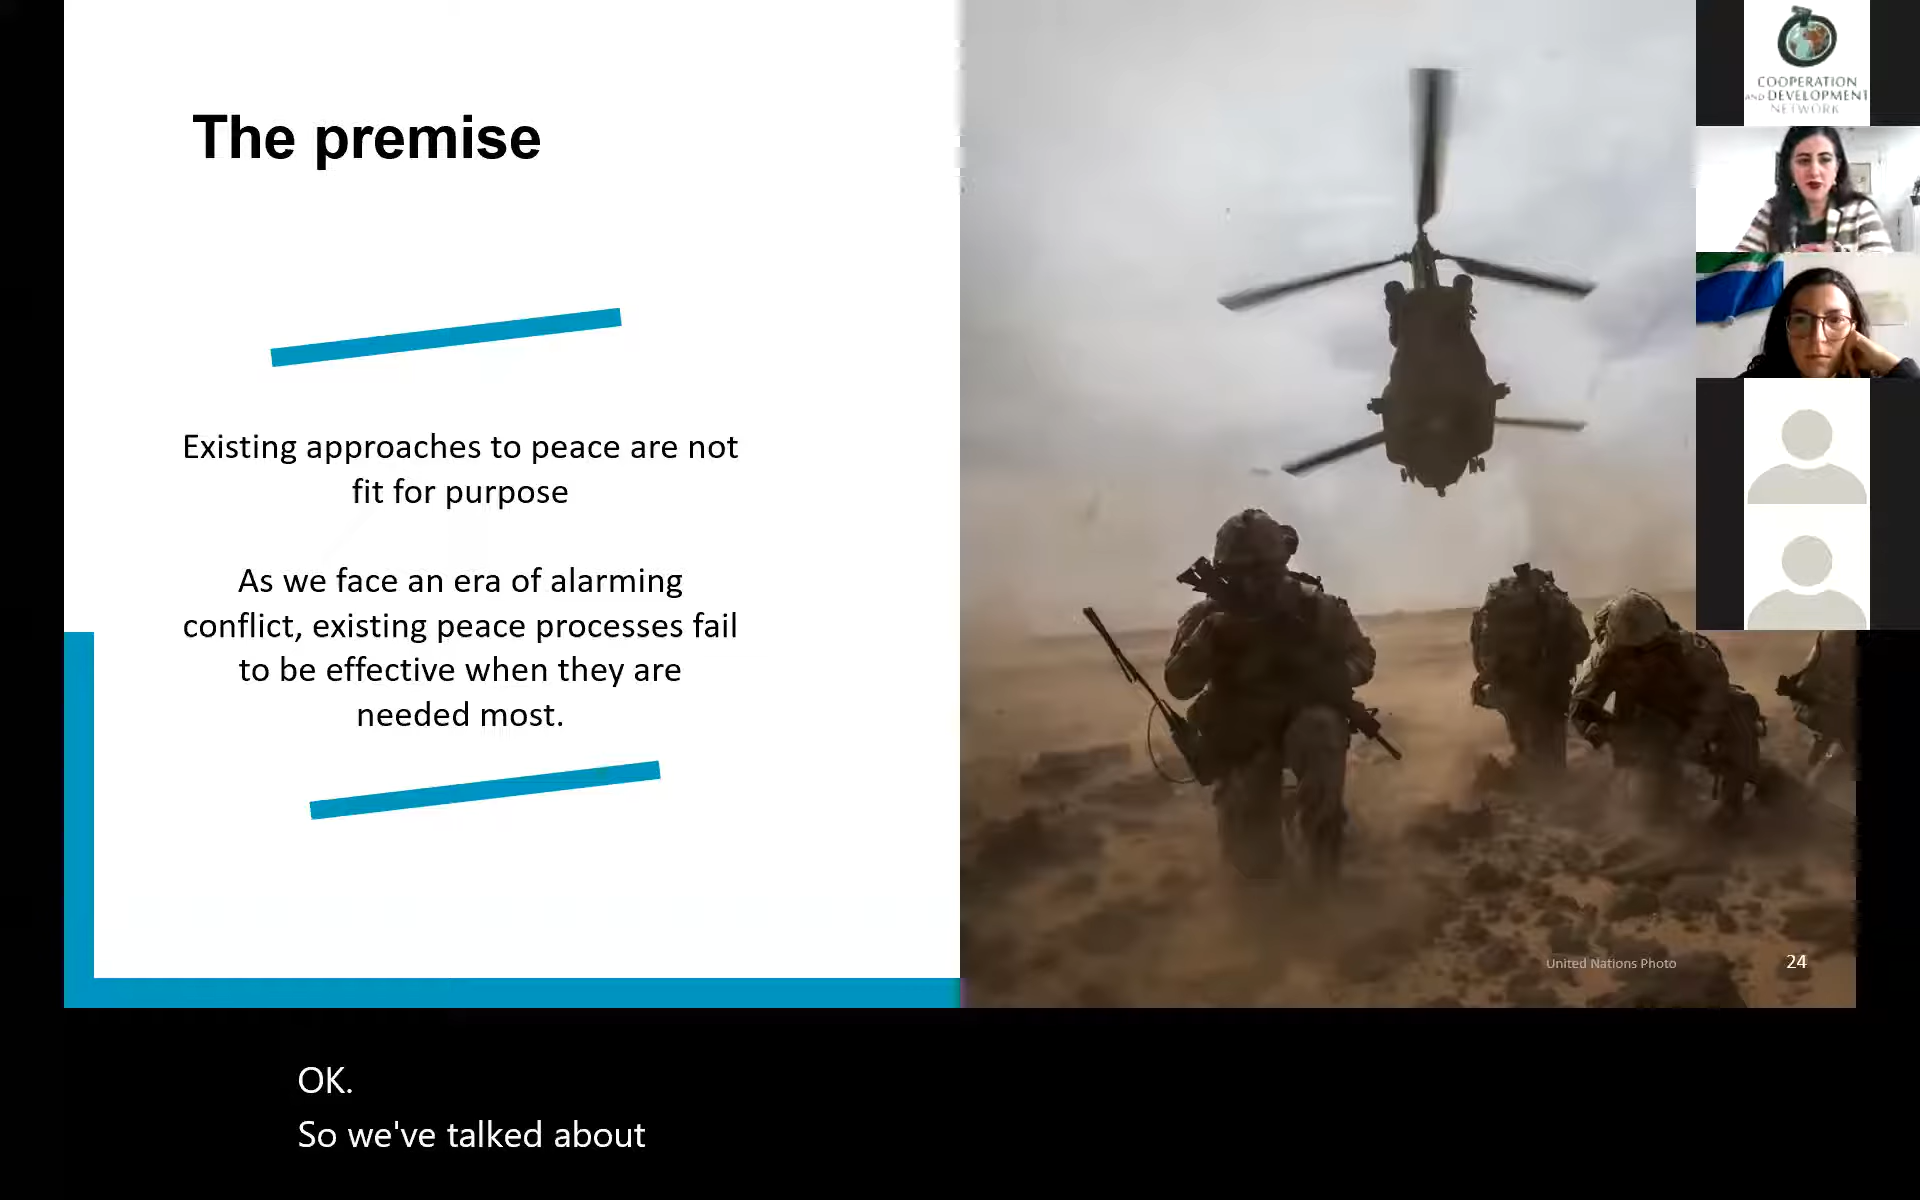 The premise
Existing approaches to peace are not
fit for purpose
As we face an era of alarming
conflict, existing peace processes fail
to be effective when they are
needed most.
United Nations Photo
24
COOPERATION
AND DEVELOPMENT
NETWORK
OK.
So we've talked about